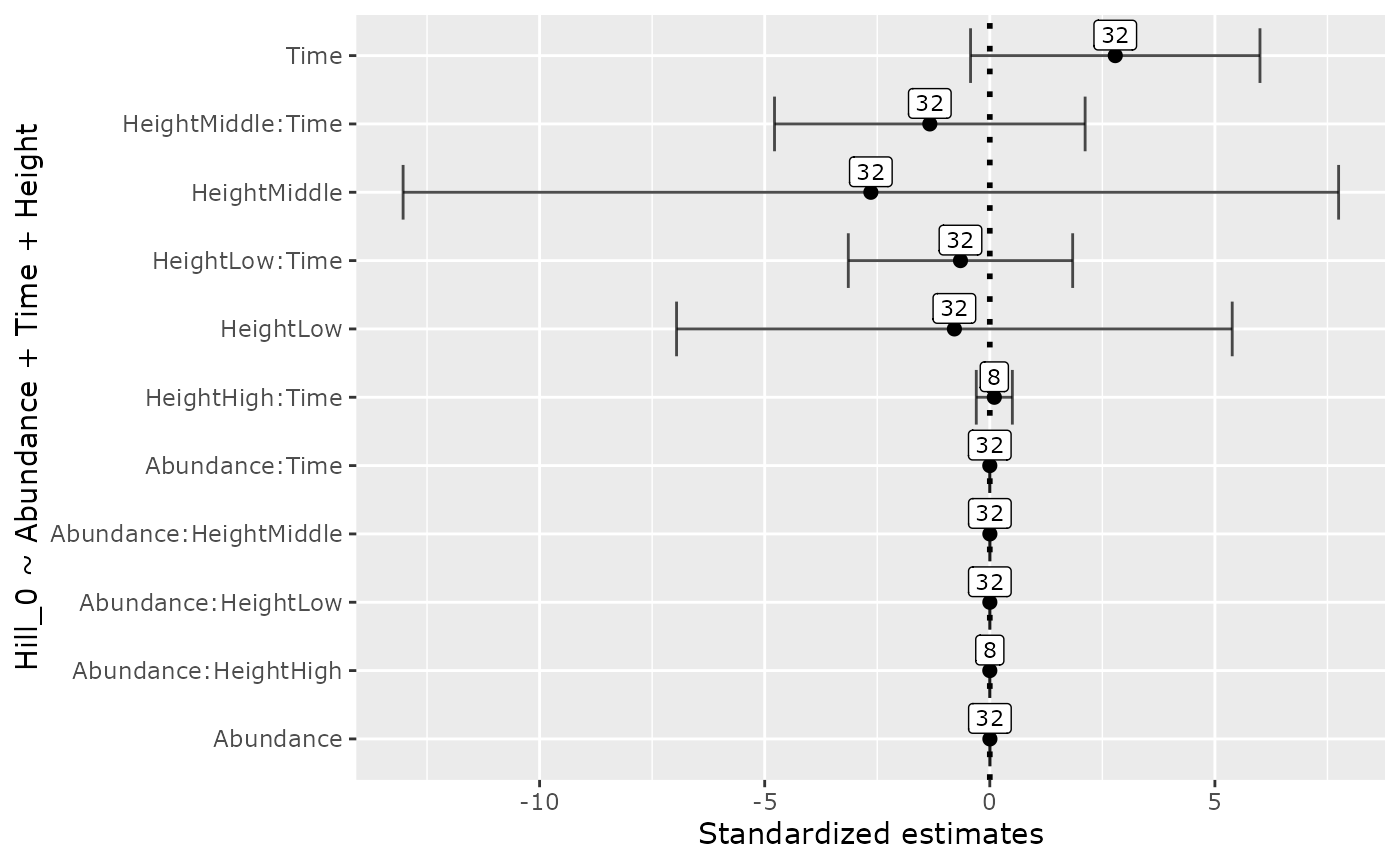 Hill_0 ~ Abundance + Time + Height
Time
32
HeightMiddle:Time
32
HeightMiddle
32
HeightLow:Time
32
HeightLow
32
HeightHigh:Time
8
Abundance:Time
32
Abundance:HeightMiddle
32
Abundance:HeightLow
32
Abundance:HeightHigh
8
Abundance
32
-10 -5 0 5
Standardized estimates